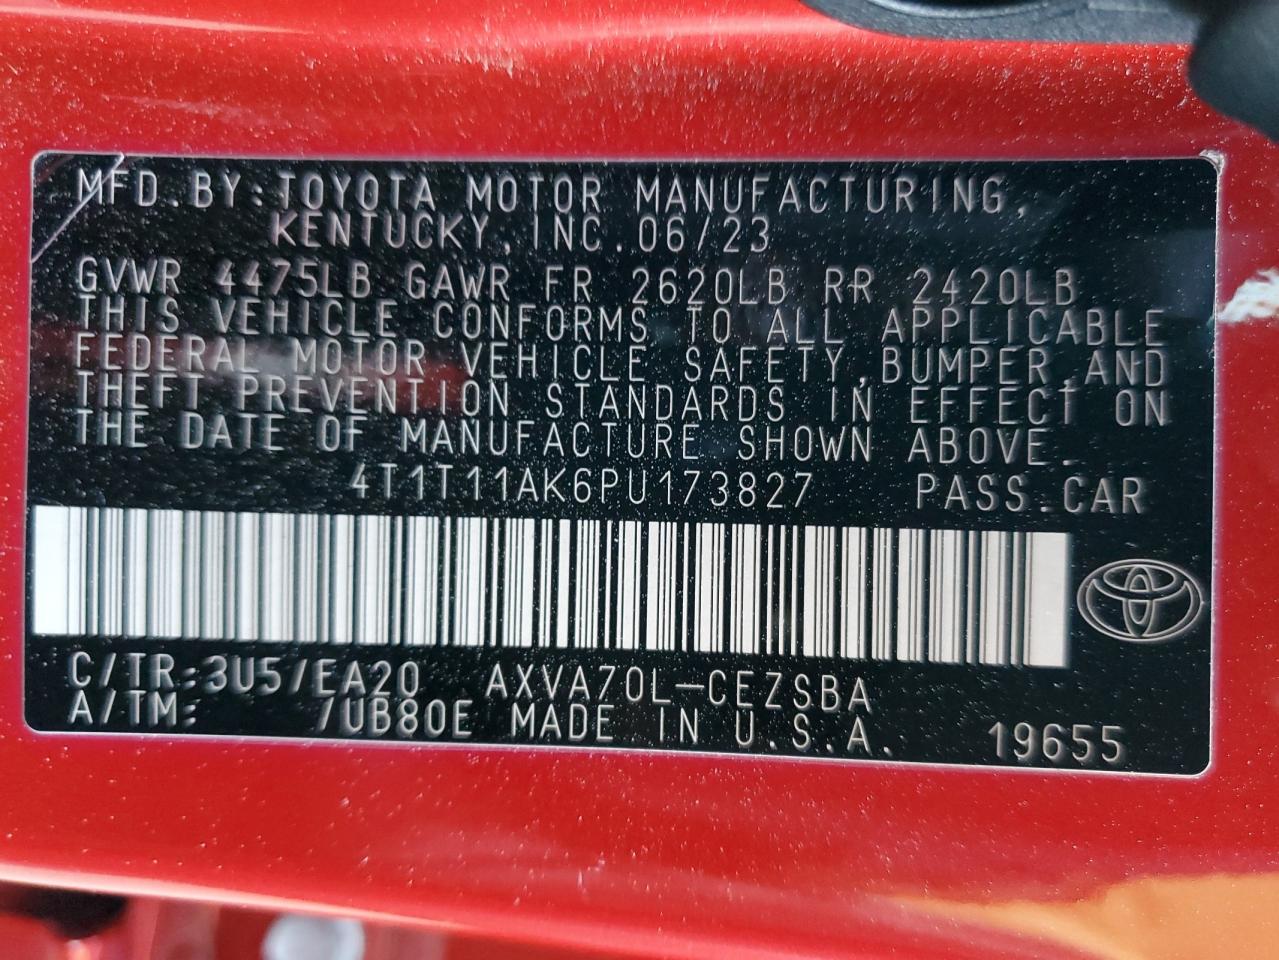 MFD.BY:TOYOTA MOTOR MANUFACTURING,
KENTUCKY, INC. 06/23
GVWR 4475LB GAWR FR 2620LB RR 2420LB
THIS VEHICLE CONFORMS TO ALL APPLICABLE
FEDERAL MOTOR VEHICLE SAFETY,BUMPER,AND
THEFT PREVENTION STANDARDS IN EFFECT ON
THE DATE OF MANUFACTURE SHOWN ABOVE.
4T1T11AK6PU173827 PASS.CAR
C/TR:3U5/EA20 AXVA70L-CEZSBA
A/TM: /UB80E MADE IN U.S.A. 19655